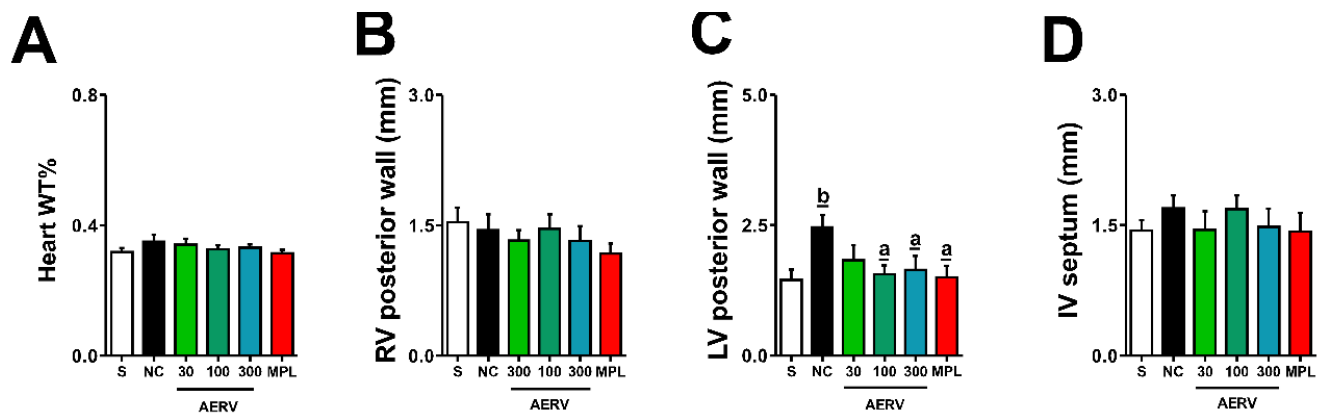 A
Heart WT%
0.8
0.4
0.0
S NC 30 100 300 MPL
AERV
B
RV posterior wall (mm)
3.0
1.5
0.0
S NC 300 100 300 MPL
AERV
C
LV posterior wall (mm)
5.0
2.5
0.0
b
a a a
S NC 30 100 300 MPL
AERV
D
IV septum (mm)
3.0
1.5
0.0
S NC 30 100 300 MPL
AERV